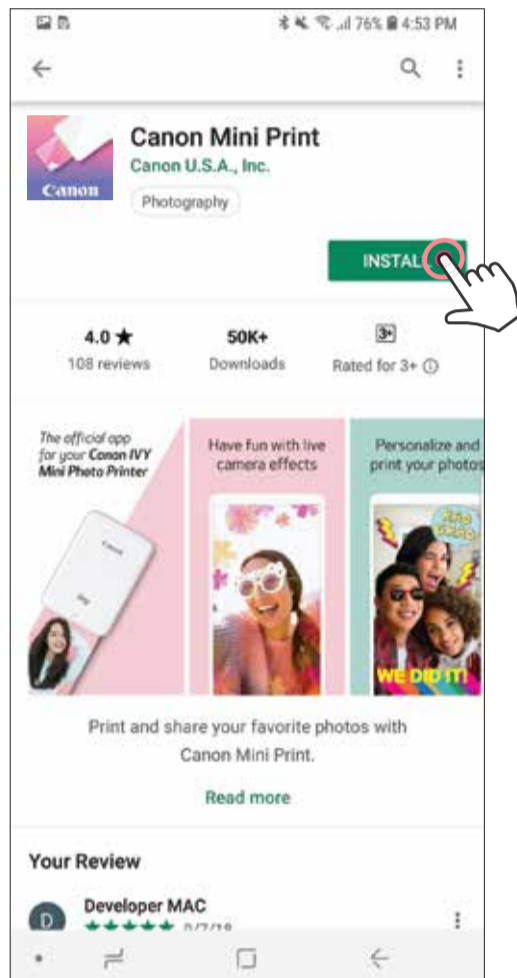 76% 4:53 PM
Canon Mini Print
Canon U.S.A., Inc.
Canon
Photography
INSTALL
4.0 ★ 50K+ 3+
108 reviews Downloads Rated for 3+
The official app
for your Canon IVY
Mini Photo Printer
Have fun with live
camera effects
Personalize and
print your photos
Canon
WE DID IT!
Print and share your favorite photos with
Canon Mini Print.
Read more
Your Review
D
Developer MAC
★★★★★